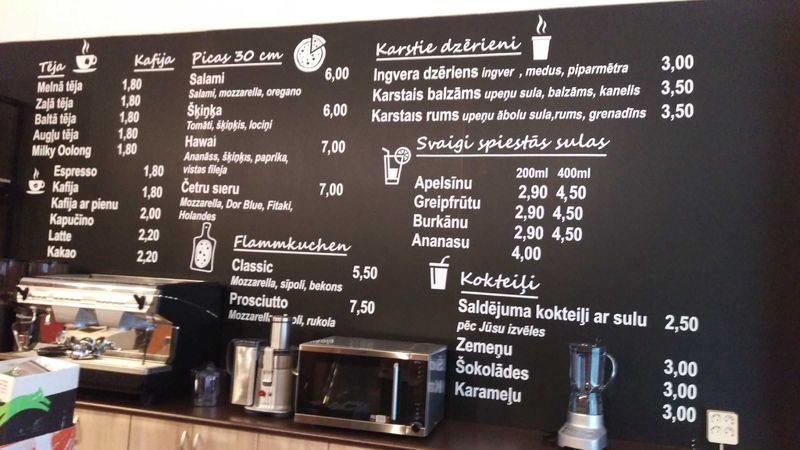 Tēja
Melnā tēja 1,80
Zaļā tēja 1,80
Baltā tēja 1,80
Augļu tēja 1,80
Milky Oolong 1,80
Kafija
Espresso 1,80
Kafija 1,80
Kafija ar pienu 2,00
Kapučīno 2,20
Latte 2,20
Kakao
Picas 30 cm
Salami 6,00
Salami, mozzarella, oregano
Šķiņķa 6,00
Tomāti, šķiņķis, lociņi
Hawai 7,00
Ananāss, šķiņķis, paprika,
vistas fileja
Četru sieru 7,00
Mozzarella, Dor Blue, Fitaki,
Holandes
Flammkuchen
Classic 5,50
Mozzarella, sīpoli, bekons
Prosciutto 7,50
rukola
Karstie dzērieni
Ingvera dzēriens ingver , medus, piparmētra 3,00
Karstais balzāms upeņu sula, balzāms, kanelis 3,50
Karstais rums upeņu ābolu sula,rums, grenadīns 3,50
Svaigi spiestās sulas
200ml 400ml
Apelsīnu 2,90 4,50
Greipfrūtu 2,90 4,50
Burkānu 2,90 4,50
Ananasu 4,00
Kokteiļi
Saldējuma kokteiļi ar sulu 2,50
pēc Jūsu izvēles
Zemeņu 3,00
Šokolādes 3,00
Karameļu 3,00